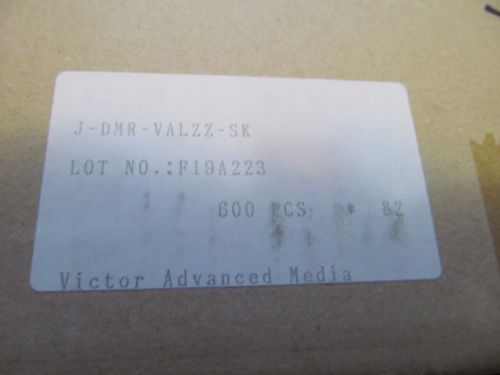 J-DMR-VALZZ-SK
LOT NO.:F19A223
600 PCS * 82
Victor Advanced Media